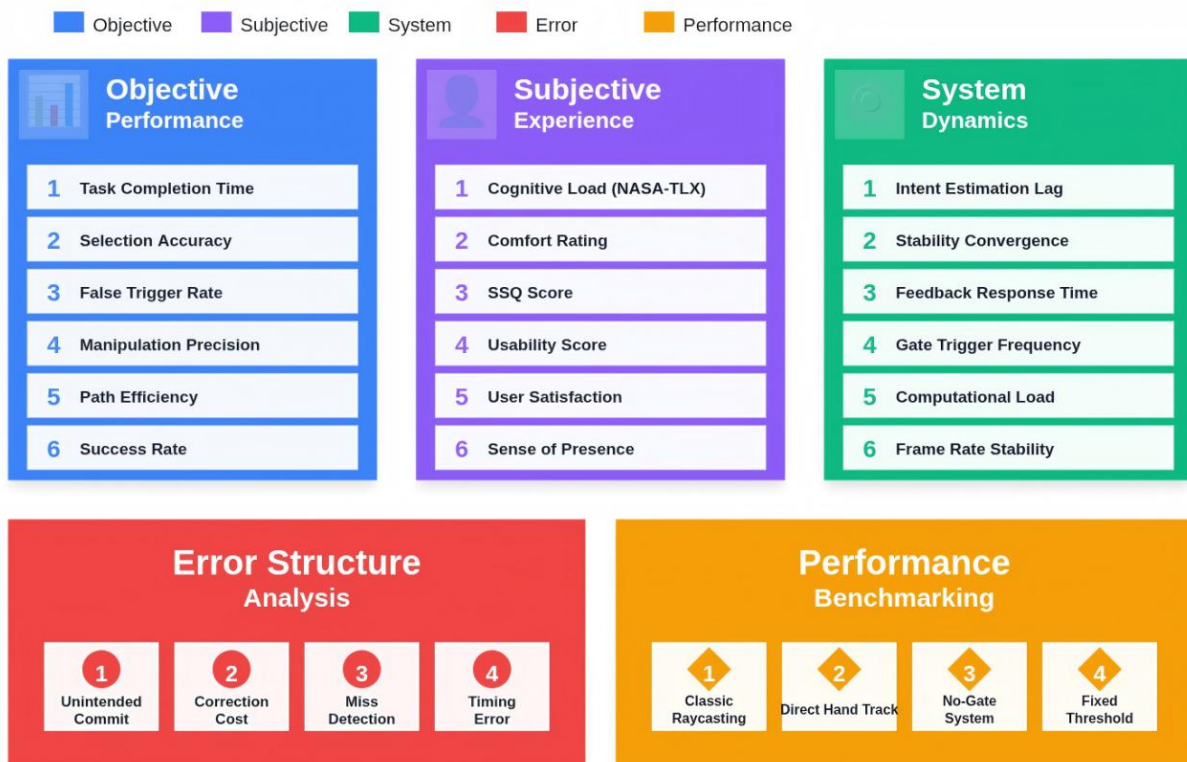 Objective Subjective System Error Performance
Objective
Performance
1 Task Completion Time
2 Selection Accuracy
3 False Trigger Rate
4 Manipulation Precision
5 Path Efficiency
6 Success Rate
Subjective
Experience
1 Cognitive Load (NASA-TLX)
2 Comfort Rating
3 SSQ Score
4 Usability Score
5 User Satisfaction
6 Sense of Presence
System
Dynamics
1 Intent Estimation Lag
2 Stability Convergence
3 Feedback Response Time
4 Gate Trigger Frequency
5 Computational Load
6 Frame Rate Stability
Error Structure
Analysis
1
Unintended
Commit
2
Correction
Cost
3
Miss
Detection
4
Timing
Error
Performance
Benchmarking
1
Classic
Raycasting
2
Direct Hand Track
3
No-Gate
System
4
Fixed
Threshold